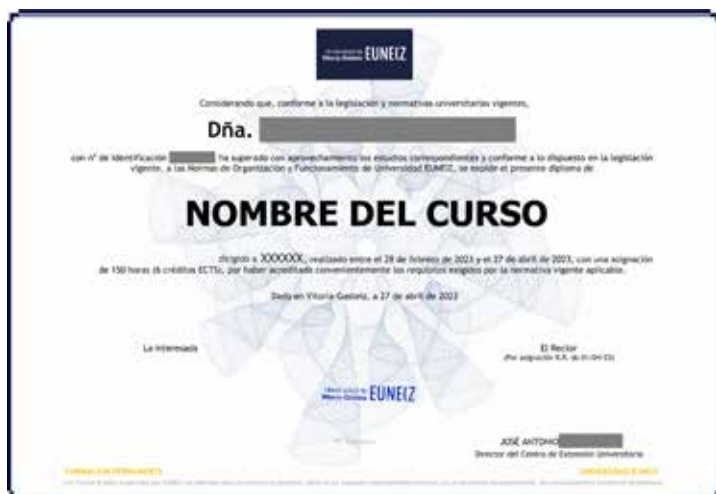 EUNEIZ
Considerando que, conforme a la legislación y normativas universitarias vigentes,
Dña.
con nº de identificación ha superado con aprovechamiento los estudios correspondientes y conforme a lo dispuesto en la legislación
vigente, a las Normas de Organización y Funcionamiento de Universidad EUNEIZ, se expide el presente diploma de
NOMBRE DEL CURSO
dirigido a XXXXXX, realizado entre el 28 de febrero de 2023 y el 27 de abril de 2023, con una asignación
de 150 horas (6 créditos ECTS), por haber acreditado convenientemente los requisitos exigidos por la normativa vigente aplicable.
Dado en Vitoria-Gasteiz, a 27 de abril de 2023
La interesada
El Rector
EUNEIZ
JOSÉ ANTONIO
Director del Centro de Extensión Universitaria